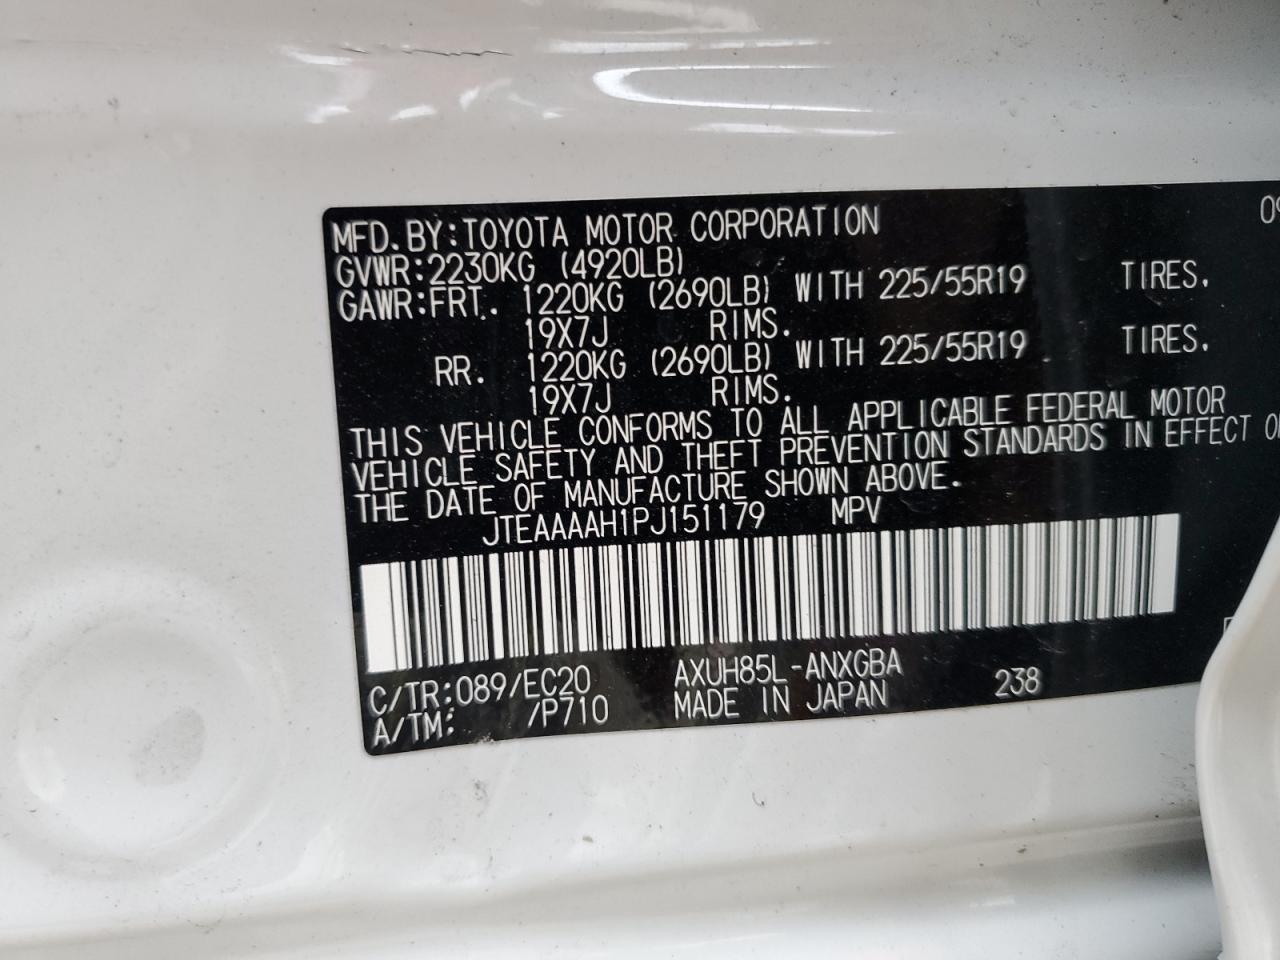 MFD. BY:TOYOTA MOTOR CORPORATION
GVWR:2230KG (4920LB)
GAWR:FRT. 1220KG (2690LB) WITH 225/55R19 TIRES.
19X7J RIMS.
RR. 1220KG (2690LB) WITH 225/55R19 TIRES.
19X7J RIMS.
THIS VEHICLE CONFORMS TO ALL APPLICABLE FEDERAL MOTOR
VEHICLE SAFETY AND THEFT PREVENTION STANDARDS IN EFFECT
THE DATE OF MANUFACTURE SHOWN ABOVE.
JTEAAAAH1PJ151179 MPV
C/TR:089/EC20 AXUH85L-ANXGBA
A/TM: /P710 MADE IN JAPAN 238